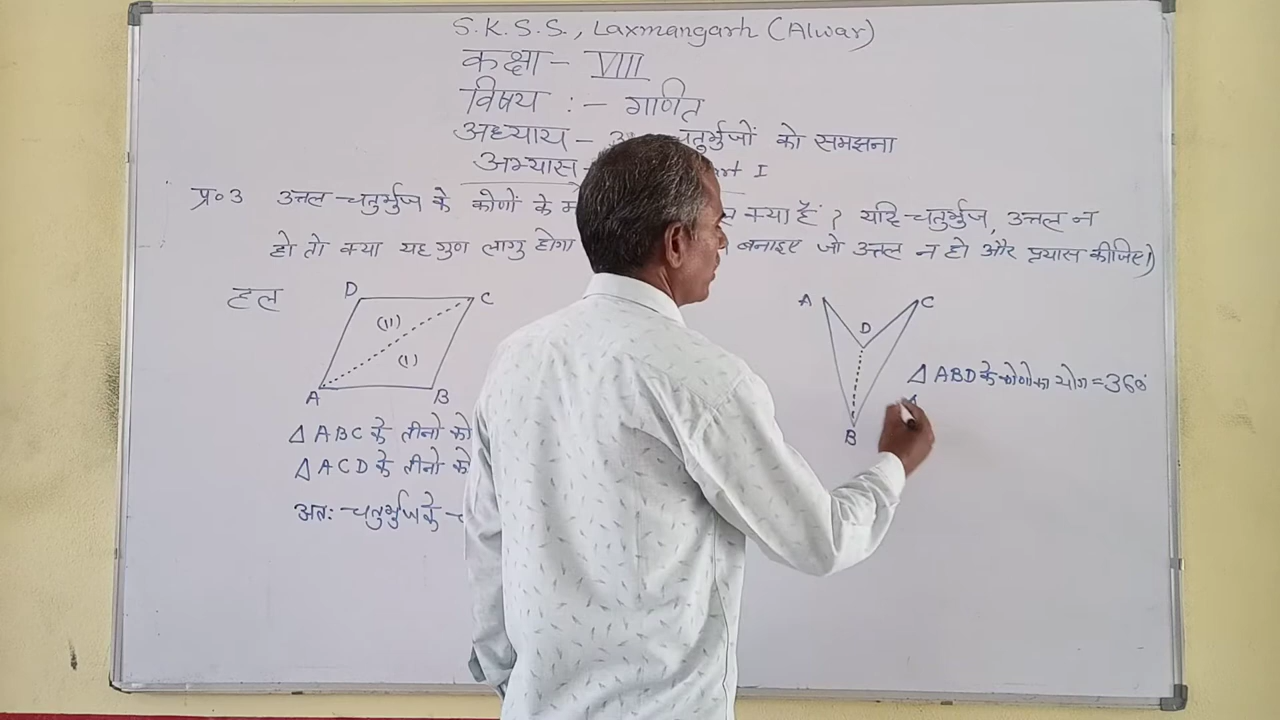 S.K.S.S., Laxmangarh (Alwar)
कक्षा - VIII
विषय :- गणित
अध्याय - चतुर्भुजों को समझना
अभ्यास - I
प्र०3 उत्तल चतुर्भुज के कोणों के क्या हैं ? यदि चतुर्भुज, उत्तल न
हो तो क्या यह गुण लागु होगा बनाइए जो उत्तल न हो और प्रयास कीजिए।)
हल
D C
(II)
(I)
A B
A C
D
B
Δ ABC के तीनो
Δ ACD के तीनो
अतः चतुर्भुज के
Δ ABD के कोणो का योग = 360°